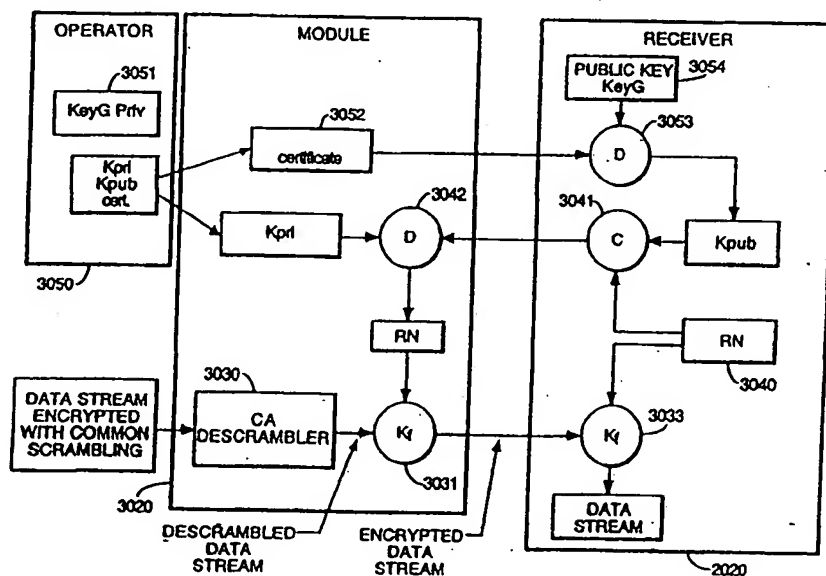 OPERATOR
3051
KeyG Priv
Kpri
Kpub
cert.
3050
MODULE
3052
certificate
3042
Kpri
D
RN
3030
CA
DESCRAMBLER
Kf
3031
3020
DATA STREAM
ENCRYPTED
WITH COMMON
SCRAMBLING
DESCRAMBLED
DATA
STREAM
ENCRYPTED
DATA
STREAM
RECEIVER
PUBLIC KEY
KeyG
3054
D
3053
3041
C
Kpub
RN
3040
Kf
3033
DATA
STREAM
2020